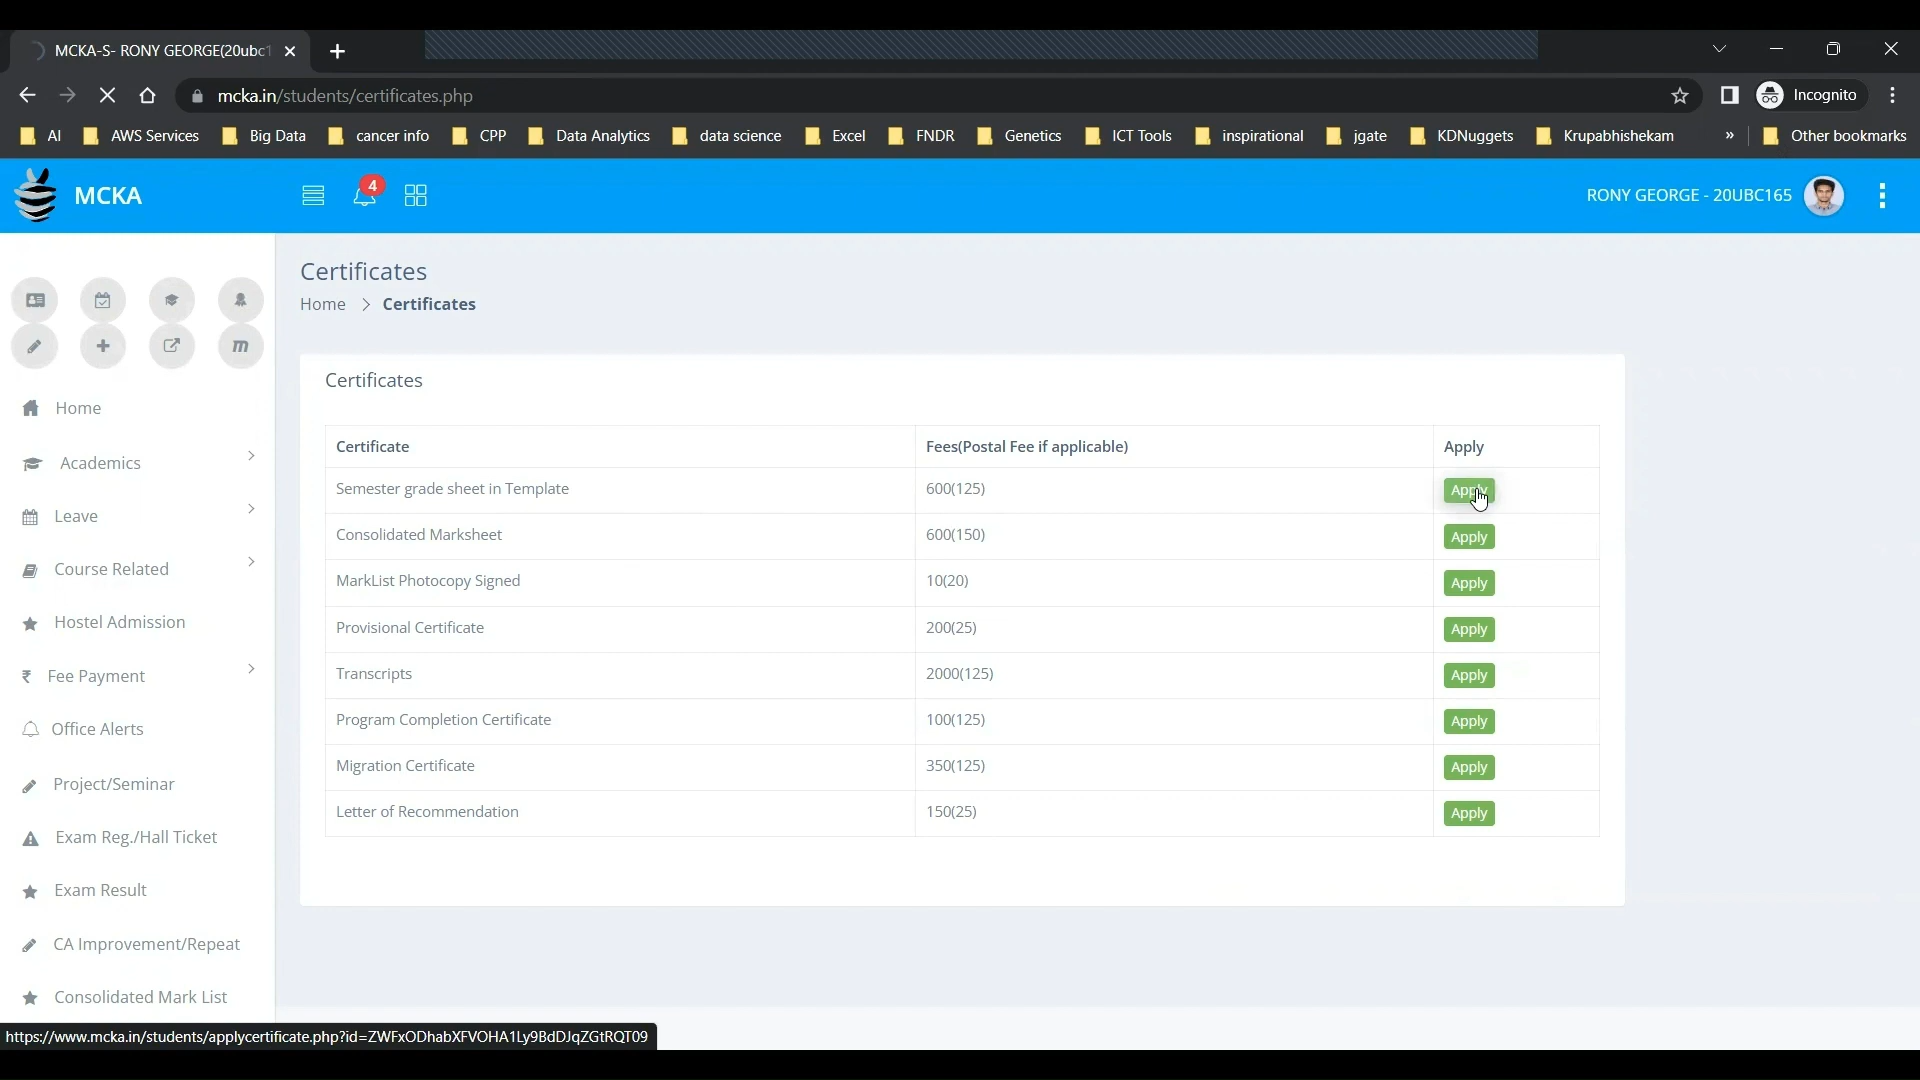 MCKA-S- RONY GEORGE(20ubc1
mcka.in/students/certificates.php
Incognito
AI AWS Services Big Data cancer info CPP Data Analytics data science Excel FNDR Genetics ICT Tools inspirational jgate KDNuggets Krupabhishekam » Other bookmarks
MCKA
4
RONY GEORGE - 20UBC165
Certificates
Home > Certificates
m
Home
Academics
Leave
Course Related
Hostel Admission
₹ Fee Payment
Office Alerts
Project/Seminar
Exam Reg./Hall Ticket
Exam Result
CA Improvement/Repeat
Consolidated Mark List
Certificates
Certificate Fees(Postal Fee if applicable) Apply
Semester grade sheet in Template 600(125) Apply
Consolidated Marksheet 600(150) Apply
MarkList Photocopy Signed 10(20) Apply
Provisional Certificate 200(25) Apply
Transcripts 2000(125) Apply
Program Completion Certificate 100(125) Apply
Migration Certificate 350(125) Apply
Letter of Recommendation 150(25) Apply
https://www.mcka.in/students/applycertificate.php?id=ZWFxODhabXFVOHA1Ly9BdDJqZGtRQT09